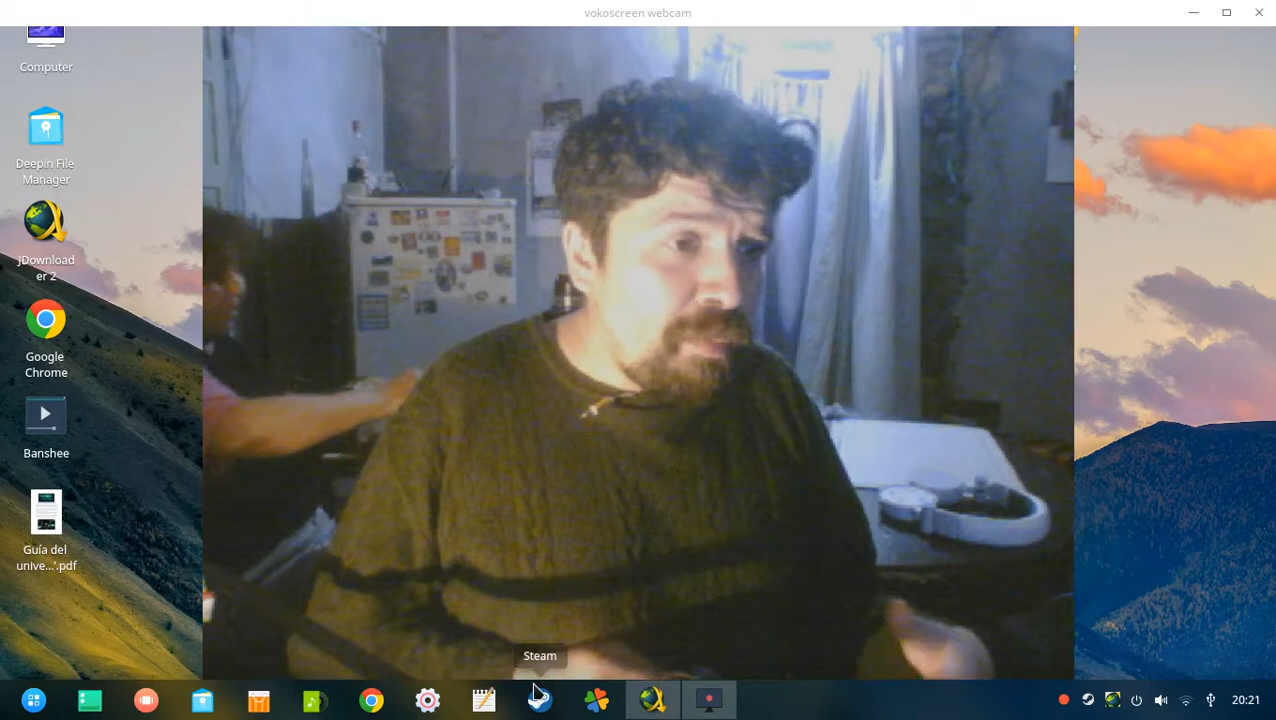 vokoscreen webcam
Computer
Deepin File
Manager
JDownload
er 2
Google
Chrome
Banshee
Guía del
unive...'.pdf
Steam
20:21